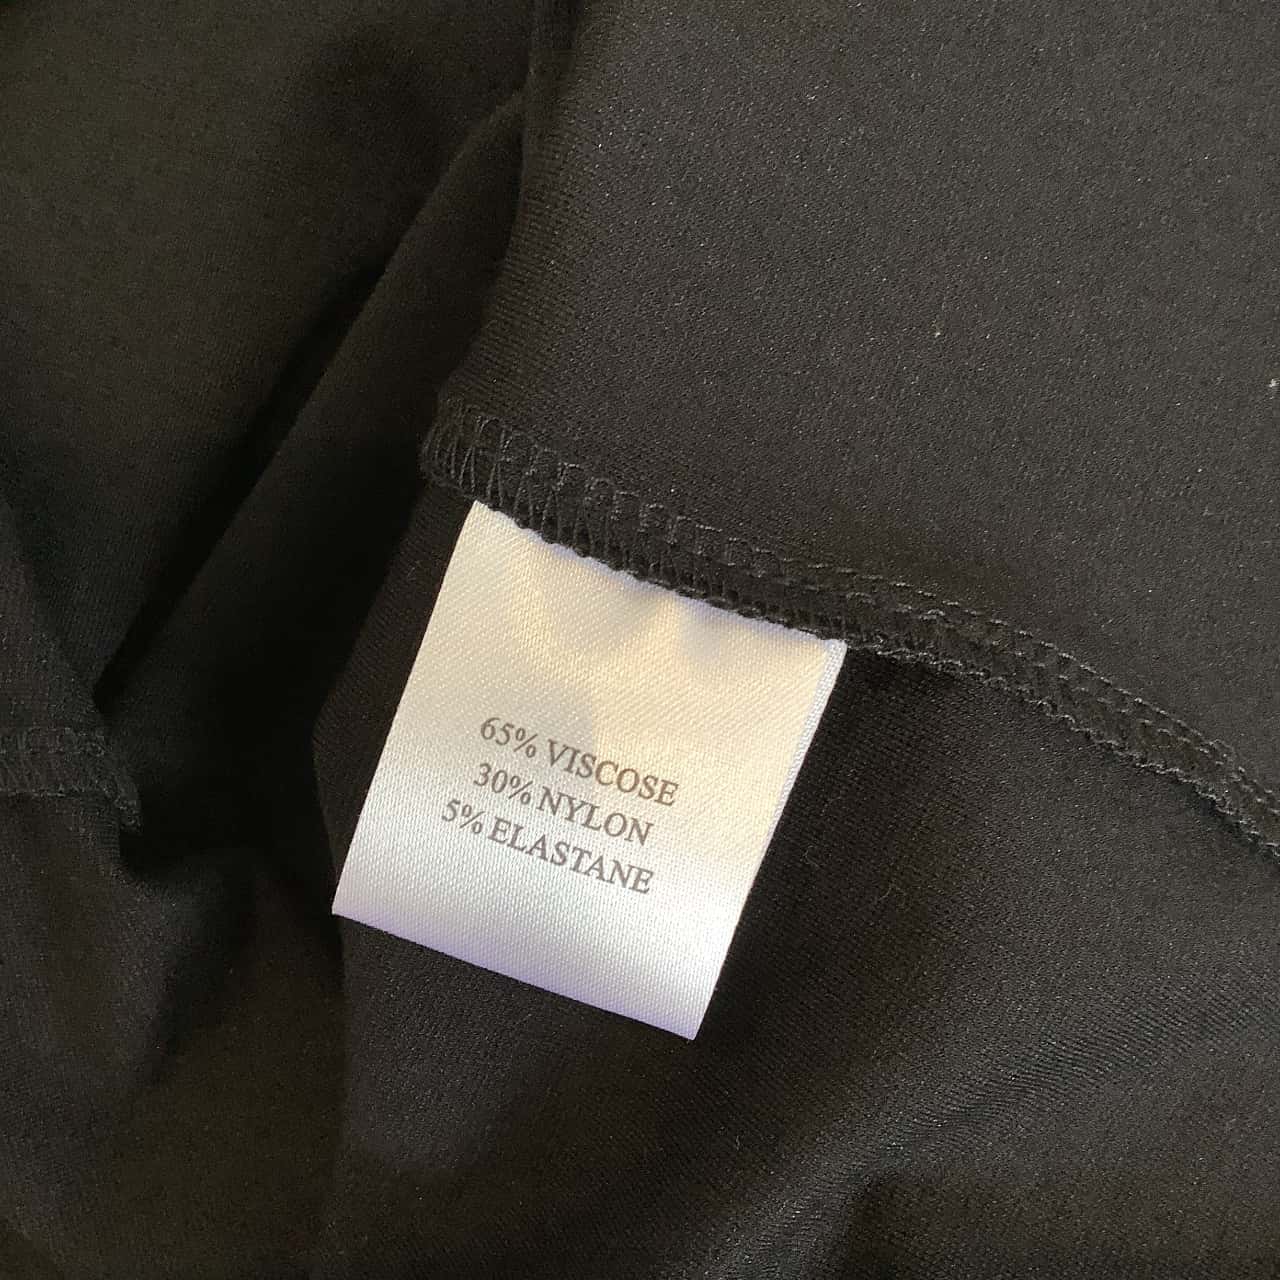 65% VISCOSE
30% NYLON
5% ELASTANE